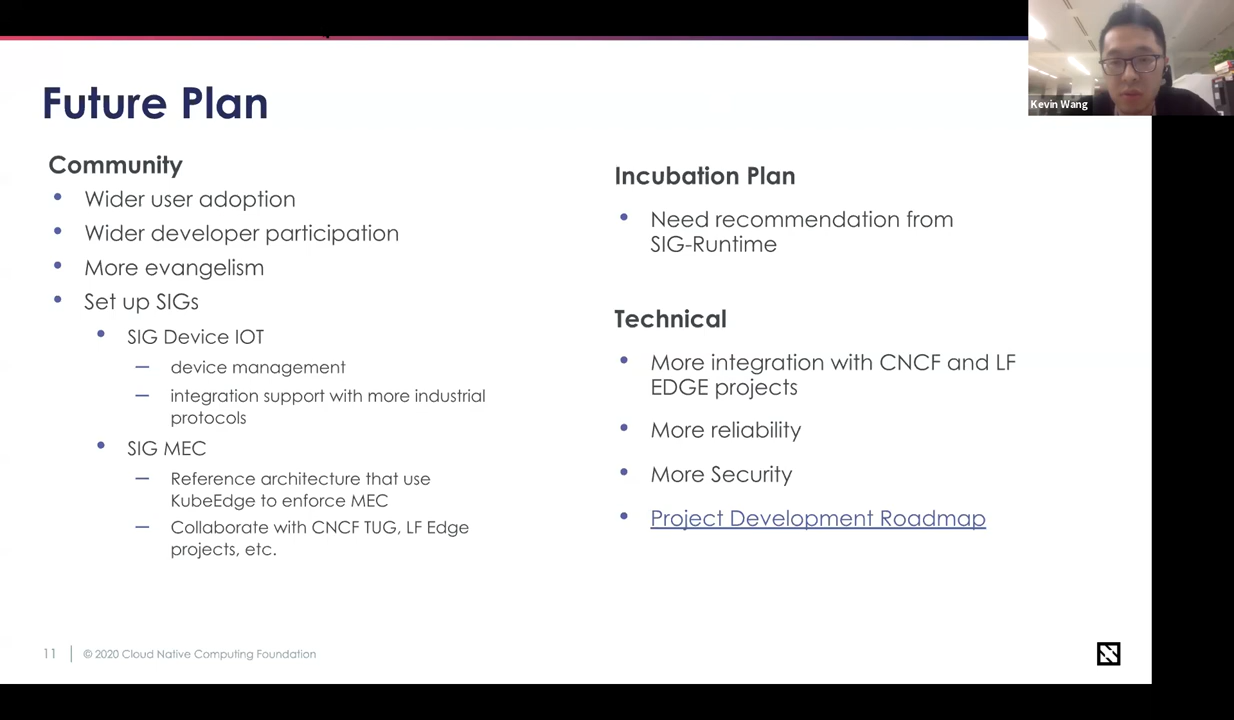 Future Plan
Community
• Wider user adoption
• Wider developer participation
• More evangelism
• Set up SIGs
• SIG Device IOT
— device management
— integration support with more industrial
protocols
• SIG MEC
— Reference architecture that use
KubeEdge to enforce MEC
— Collaborate with CNCF TUG, LF Edge
projects, etc.
Incubation Plan
• Need recommendation from
SIG-Runtime
Technical
• More integration with CNCF and LF
EDGE projects
• More reliability
• More Security
• Project Development Roadmap
11 | © 2020 Cloud Native Computing Foundation
Kevin Wang